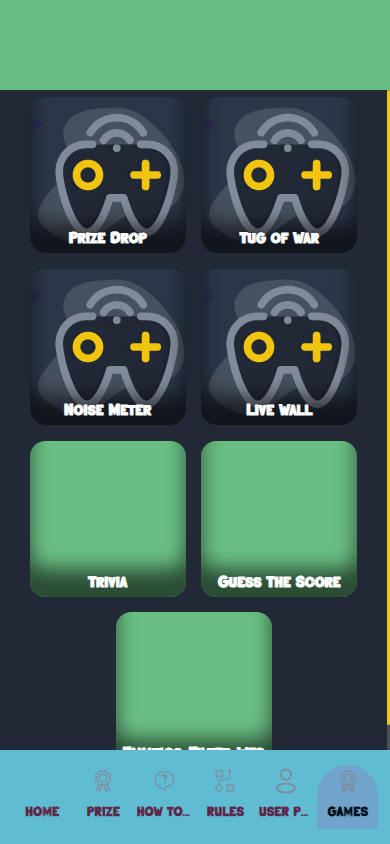 Prize Drop
Tug of War
Noise Meter
Live Wall
Trivia
Guess The Score
HOME
PRIZE
HOW TO...
RULES
USER P...
GAMES